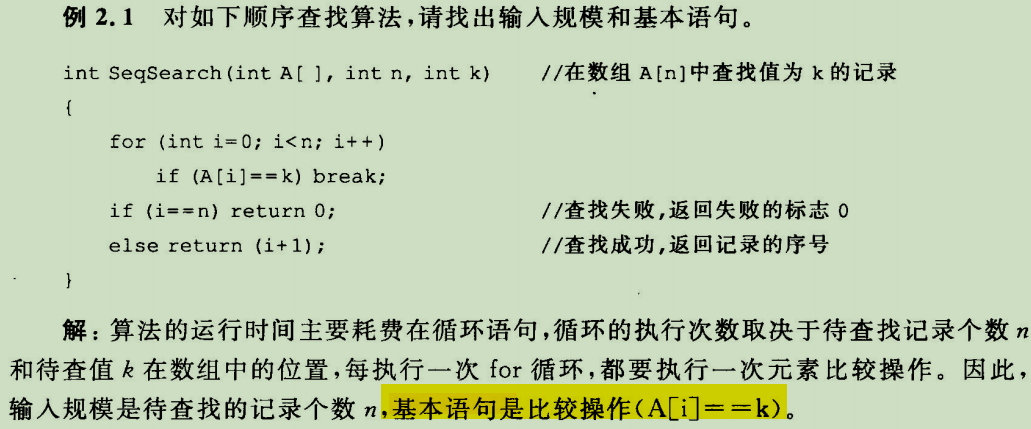 例 2.1 对如下顺序查找算法,请找出输入规模和基本语句。
int SeqSearch(int A[ ], int n, int k) //在数组 A[n]中查找值为 k 的记录
{
for (int i=0; i<n; i++)
if (A[i]==k) break;
if (i==n) return 0; //查找失败,返回失败的标志 0
else return (i+1); //查找成功,返回记录的序号
}
解:算法的运行时间主要耗费在循环语句,循环的执行次数取决于待查找记录个数 n
和待查值 k 在数组中的位置,每执行一次 for 循环,都要执行一次元素比较操作。因此,
输入规模是待查找的记录个数 n,基本语句是比较操作(A[i]==k)。